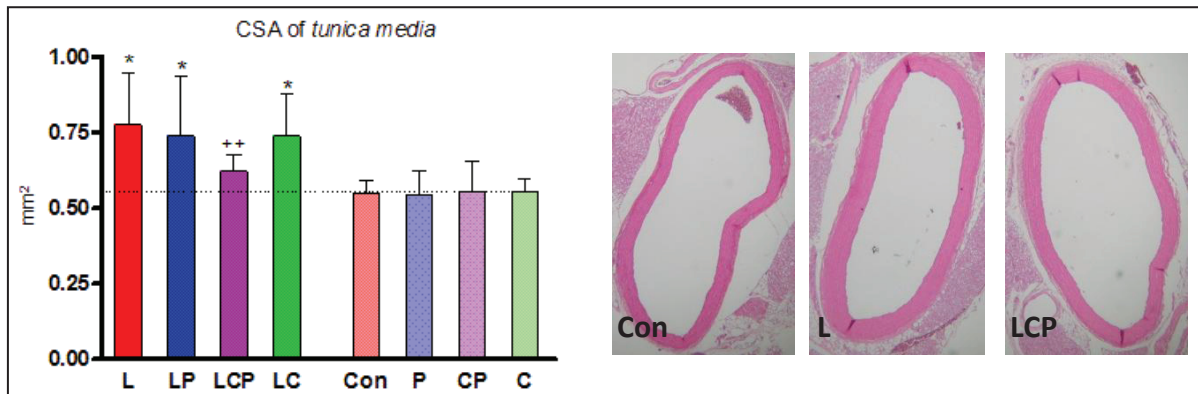 CSA of tunica media
1.00
0.75
0.50
0.25
0.00
mm²
* * ++ *
L LP LCP LC Con P CP C
Con
L
LCP